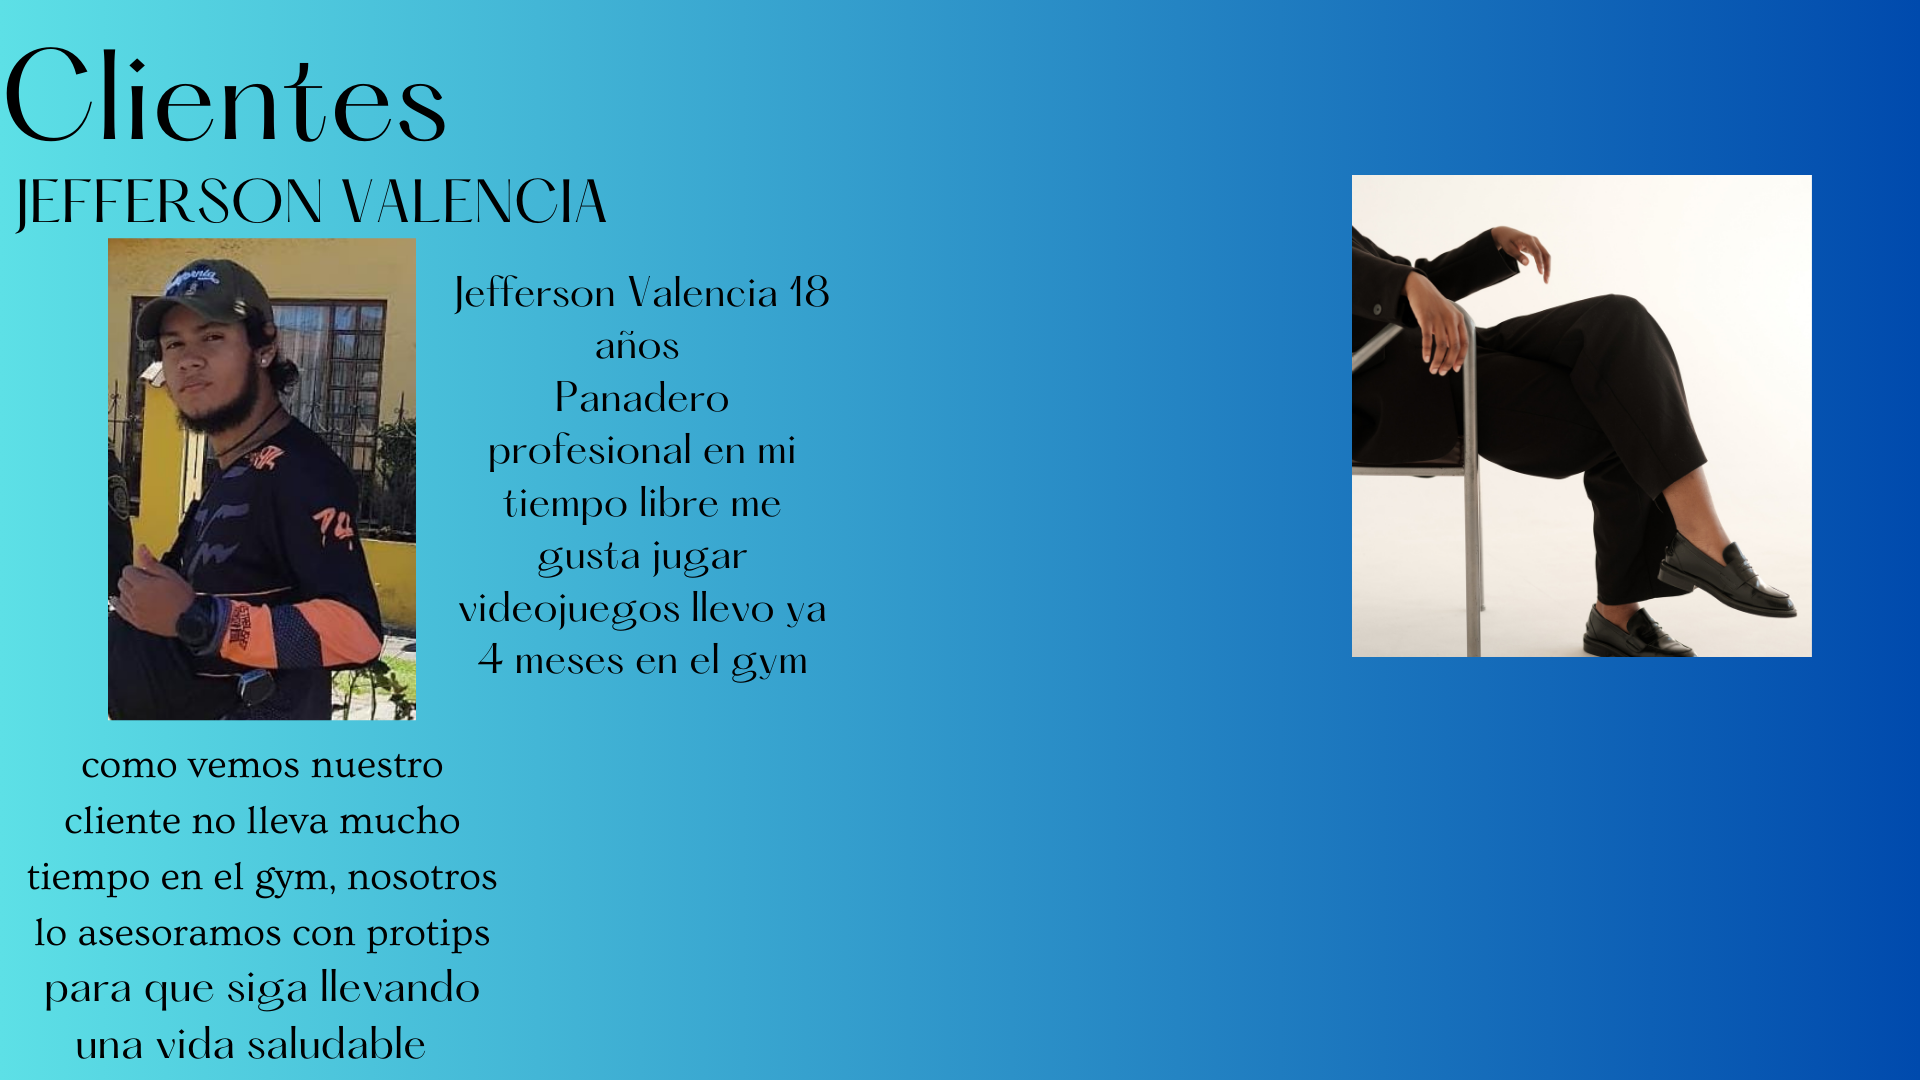 Clientes
JEFFERSON VALENCIA
Jefferson Valencia 18
años
Panadero
profesional en mi
tiempo libre me
gusta jugar
videojuegos llevo ya
4 meses en el gym
74
como vemos nuestro
cliente no lleva mucho
tiempo en el gym, nosotros
lo asesoramos con protips
para que siga llevando
una vida saludable